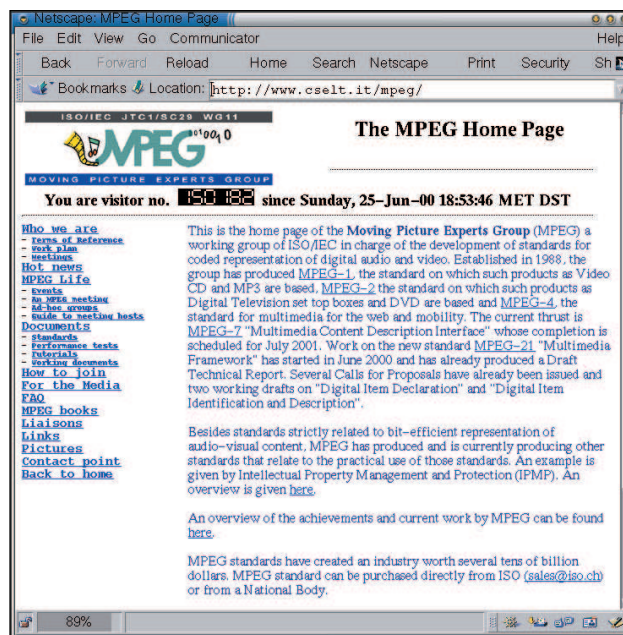 Netscape: MPEG Home Page
File Edit View Go Communicator Help
Back Forward Reload Home Search Netscape Print Security Sh
Bookmarks Location: http://www.cselt.it/mpeg/
ISO/IEC JTC1/SC29 WG11
MPEG
MOVING PICTURE EXPERTS GROUP
The MPEG Home Page
You are visitor no. 150182 since Sunday, 25-Jun-00 18:53:46 MET DST
Who we are
- Terms of Reference
- Work plan
- Meetings
Hot news
MPEG Life
- Events
- An MPEG meeting
- Ad-hoc groups
- Guide to meeting hosts
Documents
- Standards
- Performance tests
- Tutorials
- Working documents
How to join
For the Media
FAQ
MPEG books
Liaisons
Links
Pictures
Contact point
Back to home
This is the home page of the Moving Picture Experts Group (MPEG) a
working group of ISO/IEC in charge of the development of standards for
coded representation of digital audio and video. Established in 1988, the
group has produced MPEG-1, the standard on which such products as Video
CD and MP3 are based, MPEG-2 the standard on which such products as
Digital Television set top boxes and DVD are based and MPEG-4, the
standard for multimedia for the web and mobility. The current thrust is
MPEG-7 "Multimedia Content Description Interface" whose completion is
scheduled for July 2001. Work on the new standard MPEG-21 "Multimedia
Framework" has started in June 2000 and has already produced a Draft
Technical Report. Several Calls for Proposals have already been issued and
two working drafts on "Digital Item Declaration" and "Digital Item
Identification and Description".
Besides standards strictly related to bit-efficient representation of
audio-visual content, MPEG has produced and is currently producing other
standards that relate to the practical use of those standards. An example is
given by Intellectual Property Management and Protection (IPMP). An
overview is given here.
An overview of the achievements and current work by MPEG can be found
here.
MPEG standards have created an industry worth several tens of billion
dollars. MPEG standard can be purchased directly from ISO (sales@iso.ch)
or from a National Body.
89%